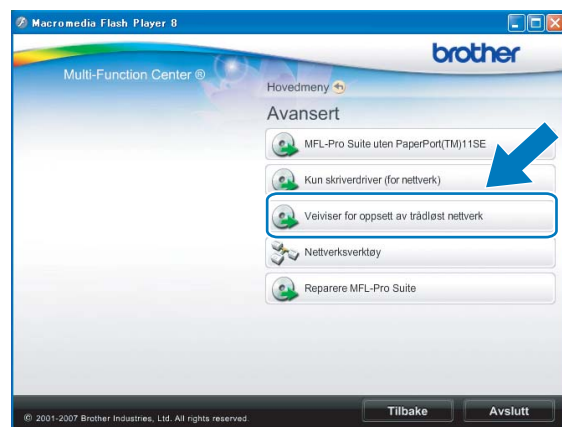 Macromedia Flash Player 8
brother
Multi-Function Center ®
Hovedmeny
Avansert
MFL-Pro Suite uten PaperPort(TM)11SE
Kun skriverdriver (for nettverk)
Veiviser for oppsett av trådløst nettverk
Nettverksverktøy
Reparere MFL-Pro Suite
© 2001-2007 Brother Industries, Ltd. All rights reserved.
Tilbake
Avslutt